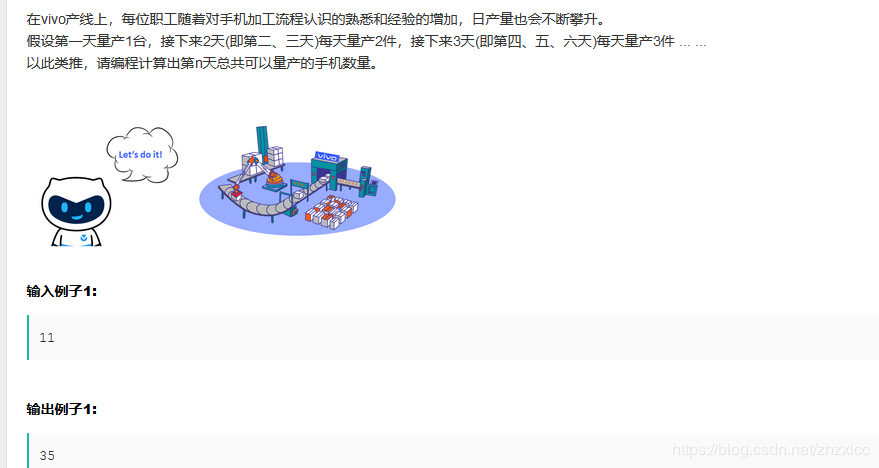 在vivo产线上，每位职工随着对手机加工流程认识的熟悉和经验的增加，日产量也会不断攀升。
假设第一天量产1台，接下来2天(即第二、三天)每天量产2件，接下来3天(即第四、五、六天)每天量产3件 ... ...
以此类推，请编程计算出第n天总共可以量产的手机数量。
Let's do it!
vivo
输入例子1:
11
输出例子1:
35
https://blog.csdn.net/zhzxlcc